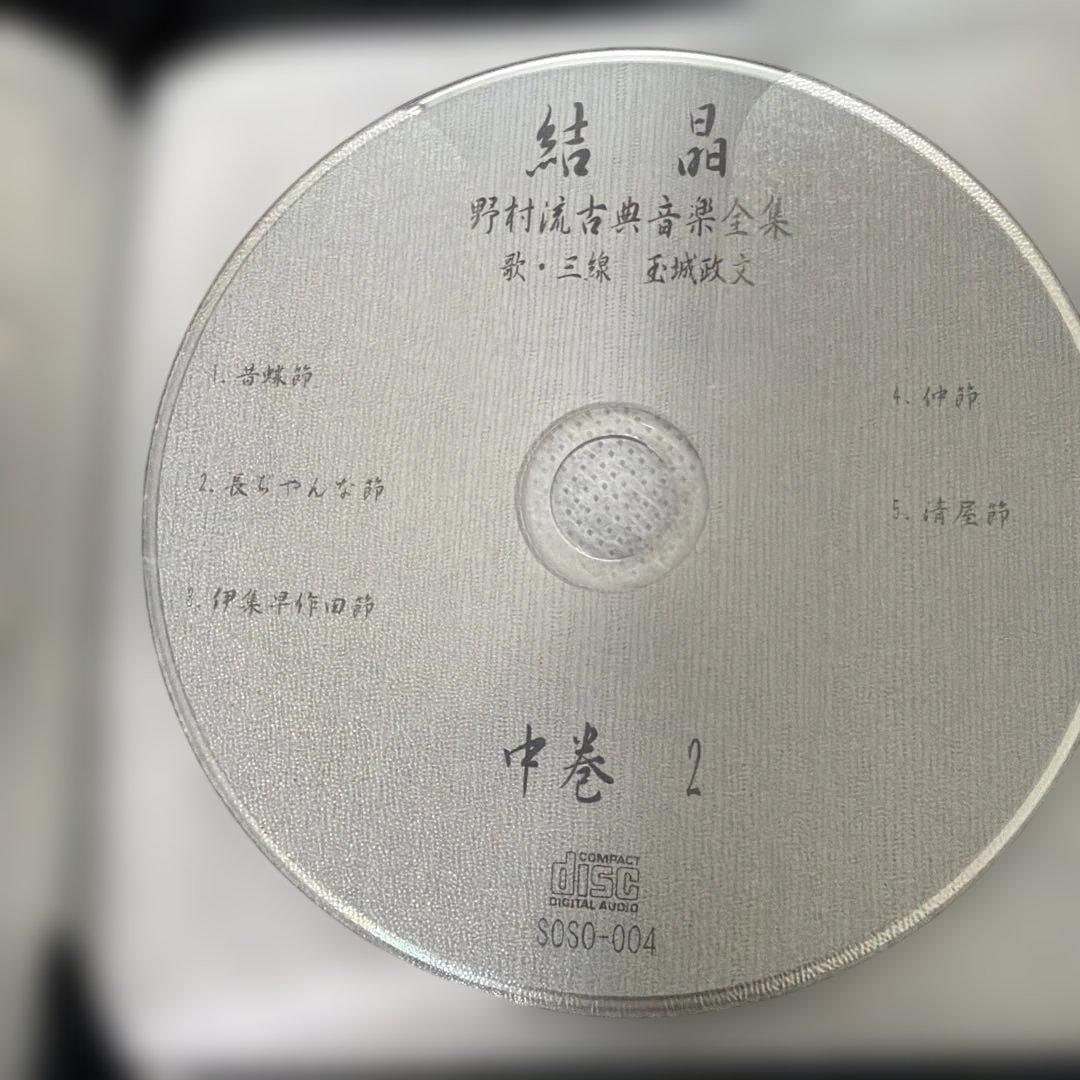 結 晶
野村流古典音楽全集
歌・三線 玉城政文
1. 昔蝶節
2. 長ぢゃんな節
3. 伊集早作田節
4. 仲節
5. 清屋節
中巻 2
COMPACT
disc
DIGITAL AUDIO
SOSO-004